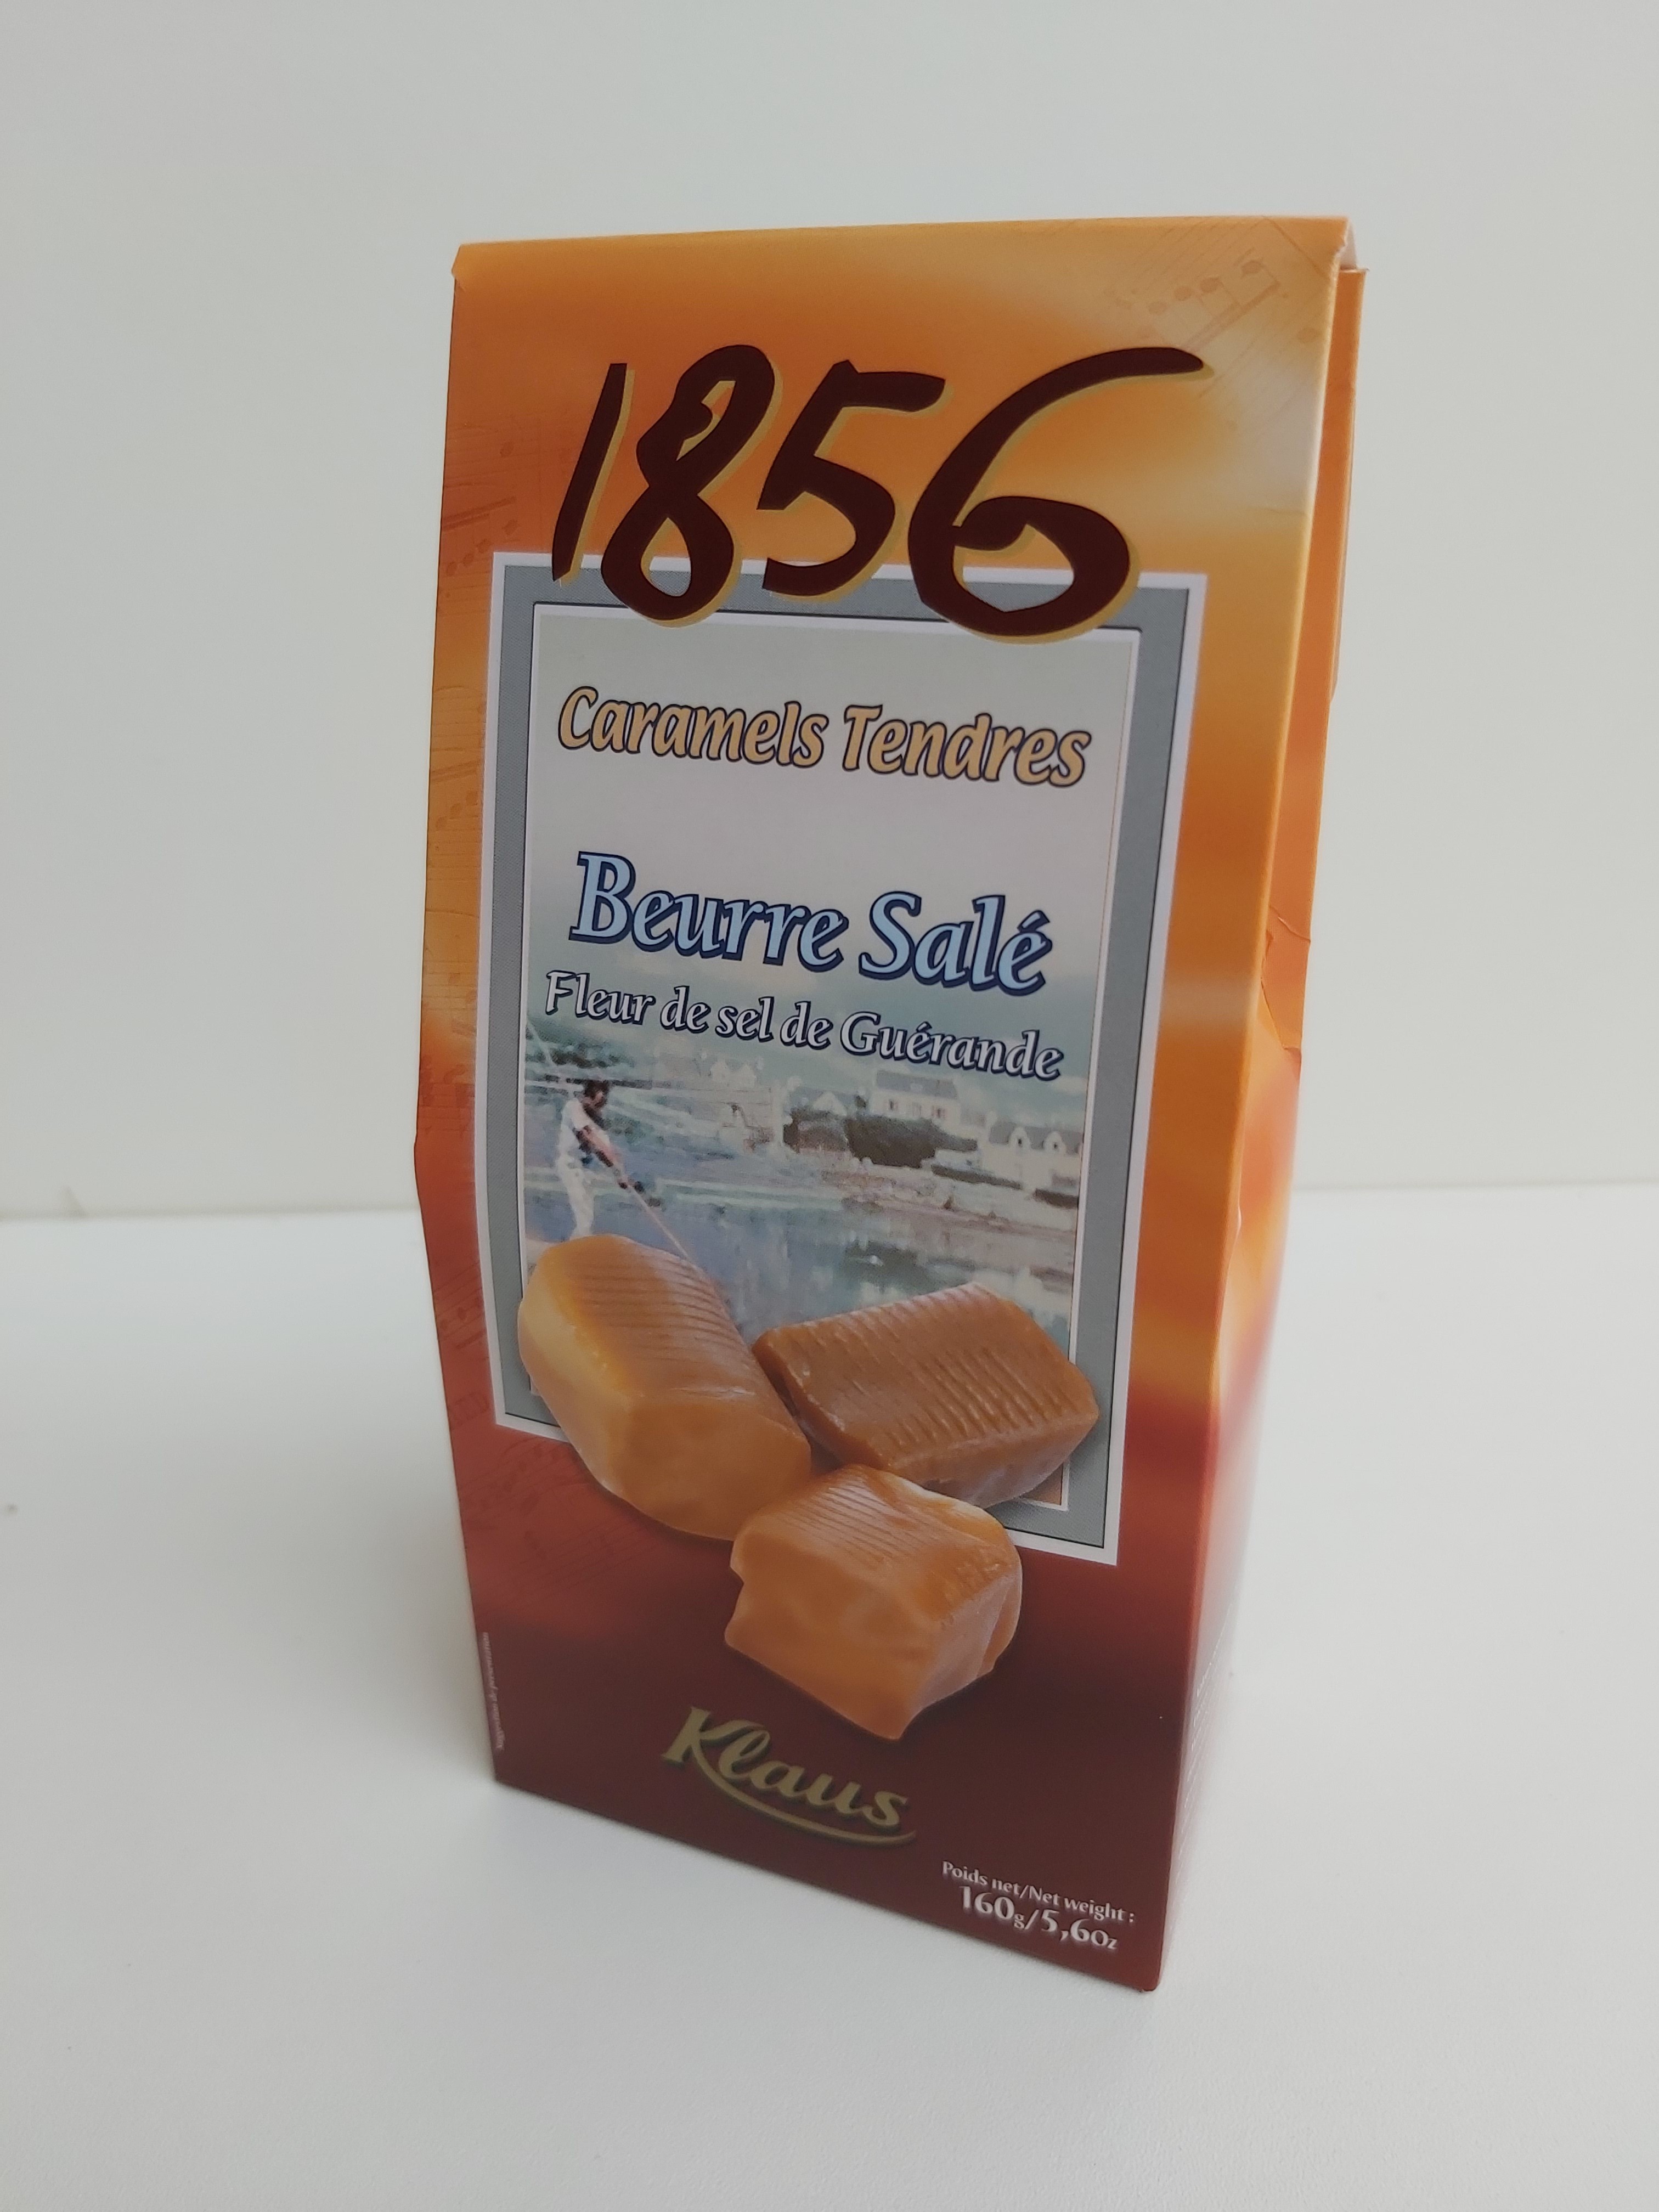 1856
Caramels Tendres
Beurre Salé
Fleur de sel de Guérande
Klaus
Poids net/Net weight :
160g/5,6Oz